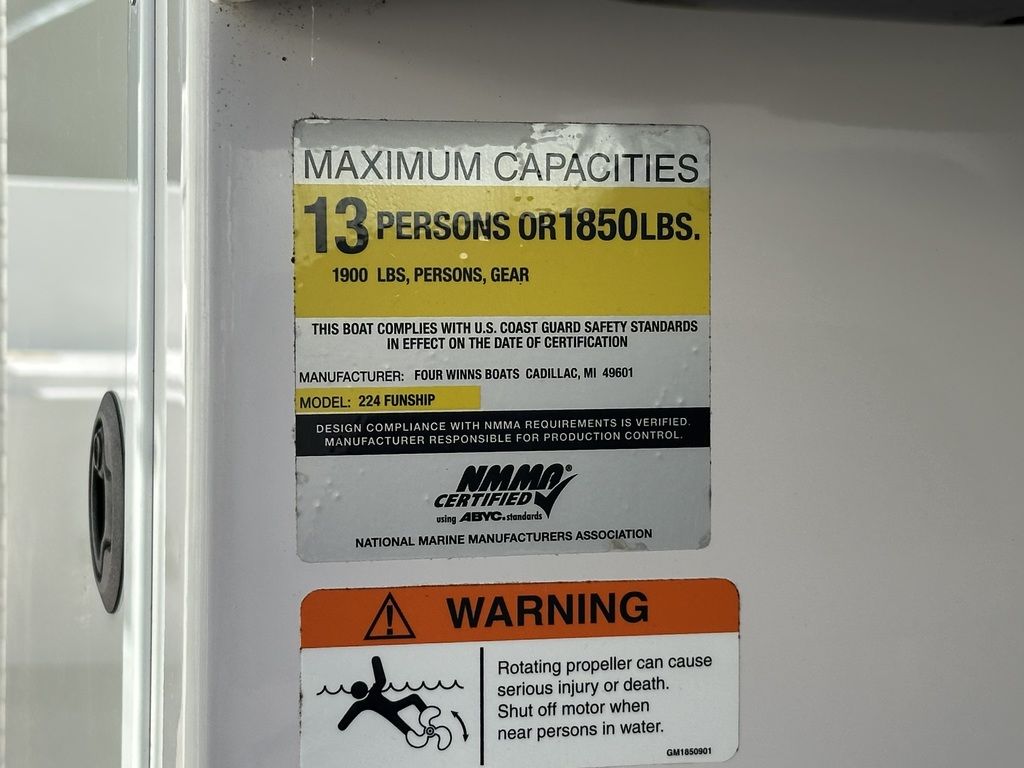 MAXIMUM CAPACITIES
13 PERSONS OR 1850 LBS.
1900 LBS, PERSONS, GEAR
THIS BOAT COMPLIES WITH U.S. COAST GUARD SAFETY STANDARDS
IN EFFECT ON THE DATE OF CERTIFICATION
MANUFACTURER: FOUR WINNS BOATS CADILLAC, MI 49601
MODEL: 224 FUNSHIP
DESIGN COMPLIANCE WITH NMMA REQUIREMENTS IS VERIFIED.
MANUFACTURER RESPONSIBLE FOR PRODUCTION CONTROL.
NMMA®
CERTIFIED
using ABYC® standards
NATIONAL MARINE MANUFACTURERS ASSOCIATION
WARNING
Rotating propeller can cause
serious injury or death.
Shut off motor when
near persons in water.
GM1850901